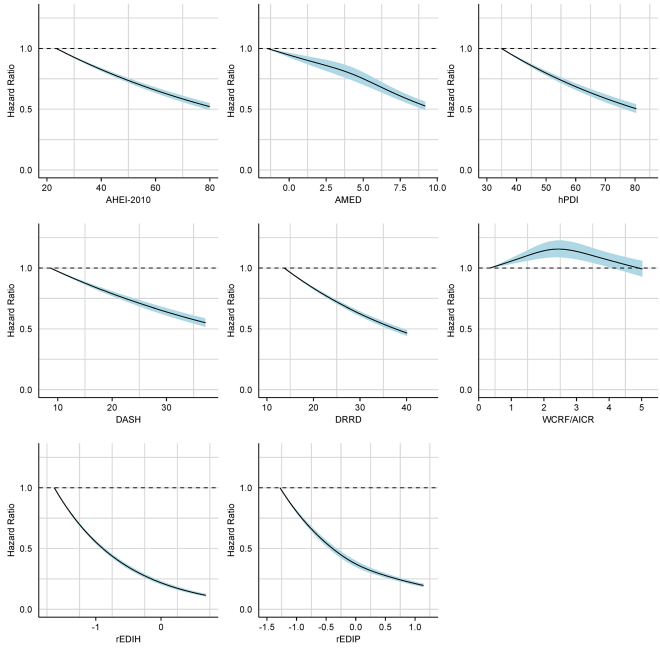 Hazard Ratio
1.0
0.5
0.0
20 40 60 80
AHEI-2010
Hazard Ratio
1.0
0.5
0.0
0.0 2.5 5.0 7.5 10.0
AMED
Hazard Ratio
1.0
0.5
0.0
30 40 50 60 70 80
hPDI
Hazard Ratio
1.0
0.5
0.0
10 20 30
DASH
Hazard Ratio
1.0
0.5
0.0
10 20 30 40
DRRD
Hazard Ratio
1.0
0.5
0.0
0 1 2 3 4 5
WCRF/AICR
Hazard Ratio
1.0
0.5
0.0
-1 0
rEDIH
Hazard Ratio
1.0
0.5
0.0
-1.5 -1.0 -0.5 0.0 0.5 1.0
rEDIP